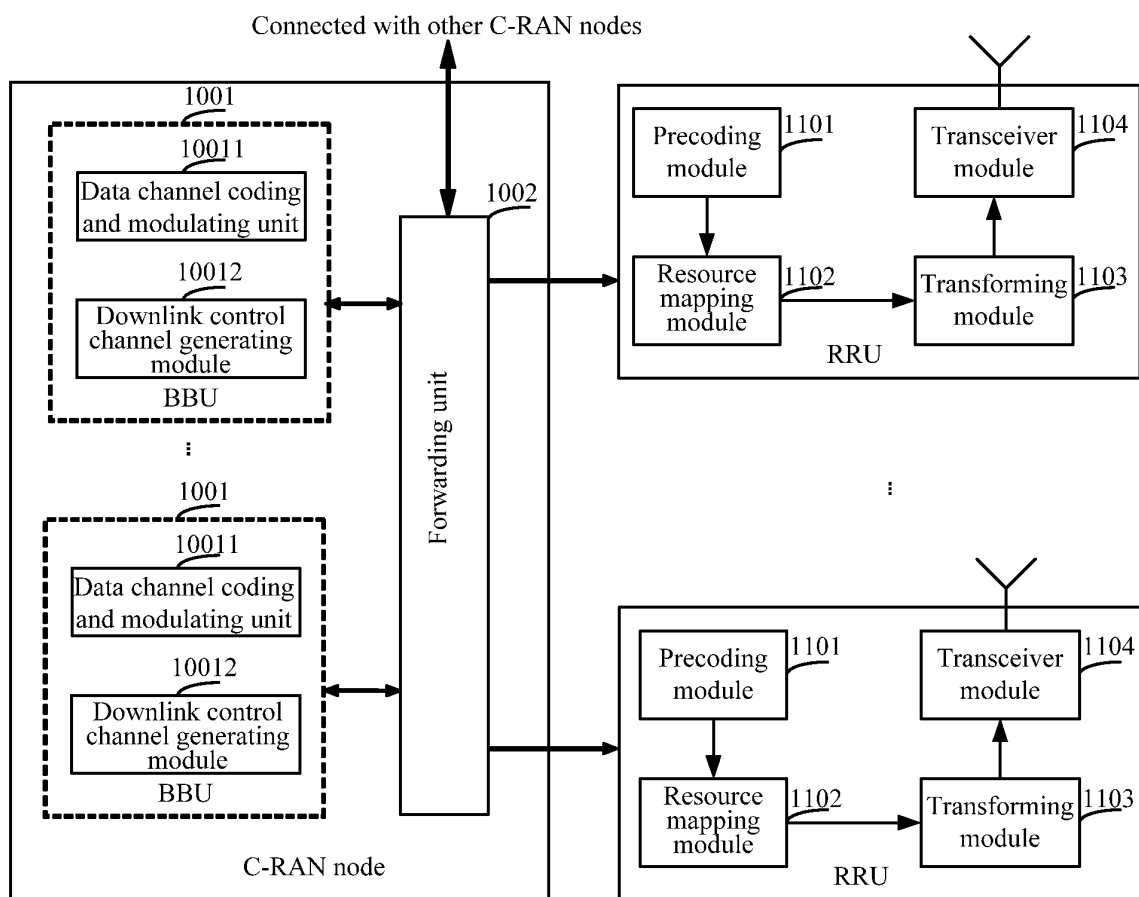 Connected with other C-RAN nodes
1001
10011
Data channel coding
and modulating unit
10012
Downlink control
channel generating
module
BBU
...
1001
10011
Data channel coding
and modulating unit
10012
Downlink control
channel generating
module
BBU
C-RAN node
1002
Forwarding unit
Precoding
module
1101
Resource
mapping
module
1102
Transforming
module
1103
Transceiver
module
1104
RRU
...
Precoding
module
1101
Resource
mapping
module
1102
Transforming
module
1103
Transceiver
module
1104
RRU